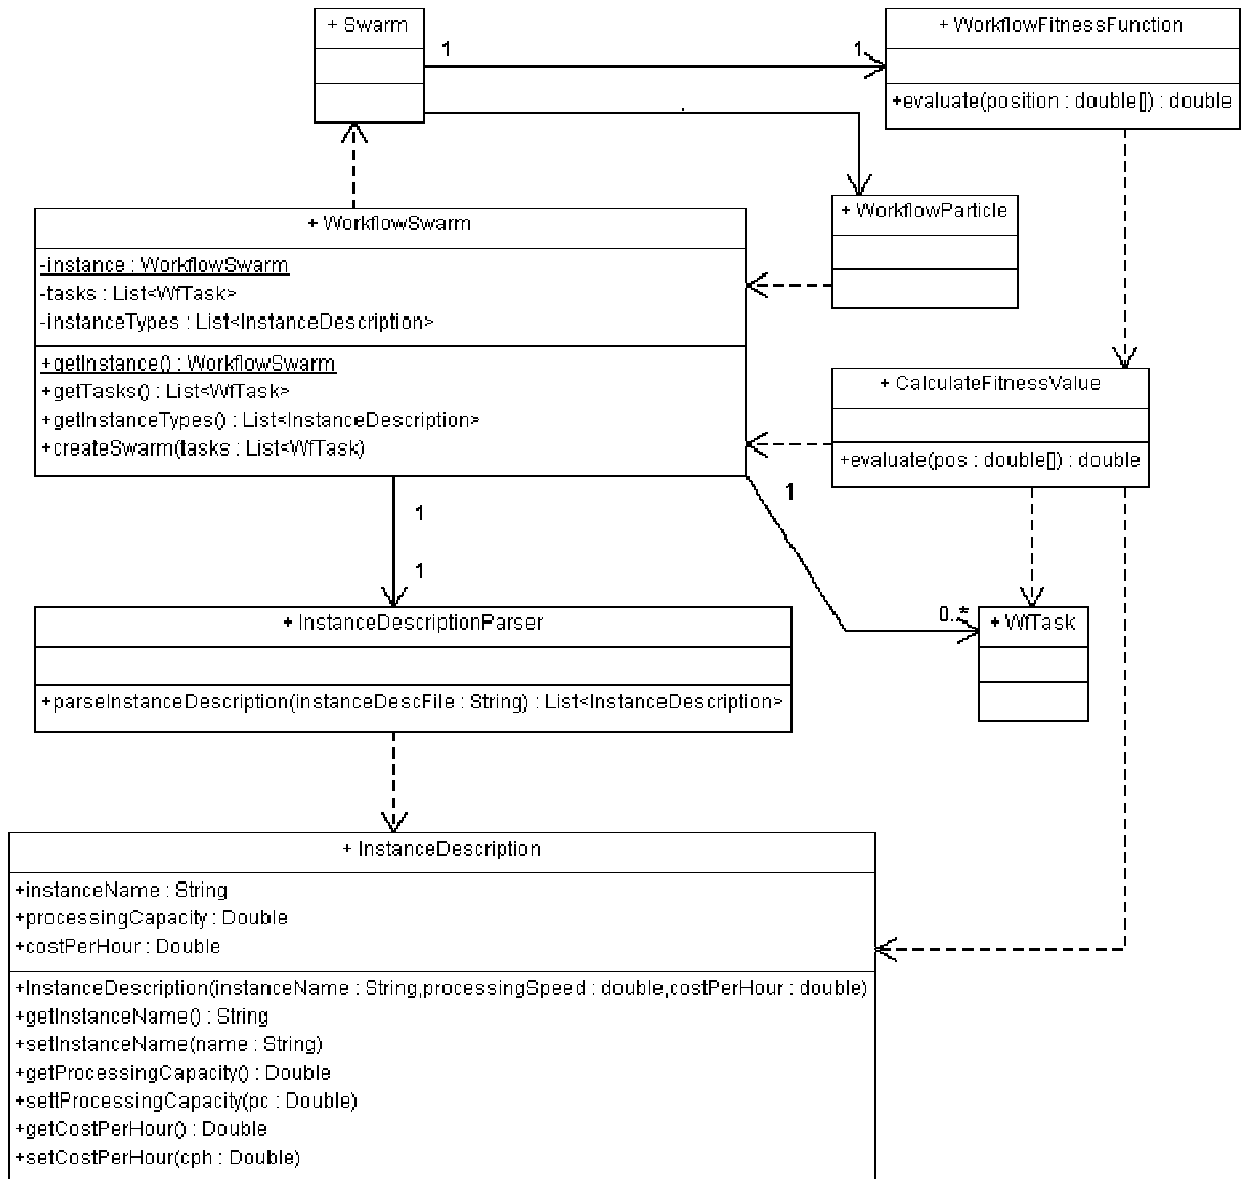 + Swarm
1
1
+ WorkflowFitnessFunction
+evaluate(position : double[]) : double
+ WorkflowSwarm
-instance : WorkflowSwarm
-tasks : List<WfTask>
-instanceTypes : List<InstanceDescription>
+getInstance() : WorkflowSwarm
+getTasks() : List<WfTask>
+getInstanceTypes() : List<InstanceDescription>
+createSwarm(tasks : List<WfTask)
+ WorkflowParticle
+ CalculateFitnessValue
+evaluate(pos : double[]) : double
1
1
1
0..*
+ WfTask
+ InstanceDescriptionParser
+parseInstanceDescription(instanceDescFile : String) : List<InstanceDescription>
+ InstanceDescription
+instanceName : String
+processingCapacity : Double
+costPerHour : Double
+InstanceDescription(instanceName : String,processingSpeed : double,costPerHour : double)
+getInstanceName() : String
+setInstanceName(name : String)
+getProcessingCapacity() : Double
+settProcessingCapacity(pc : Double)
+getCostPerHour() : Double
+setCostPerHour(cph : Double)